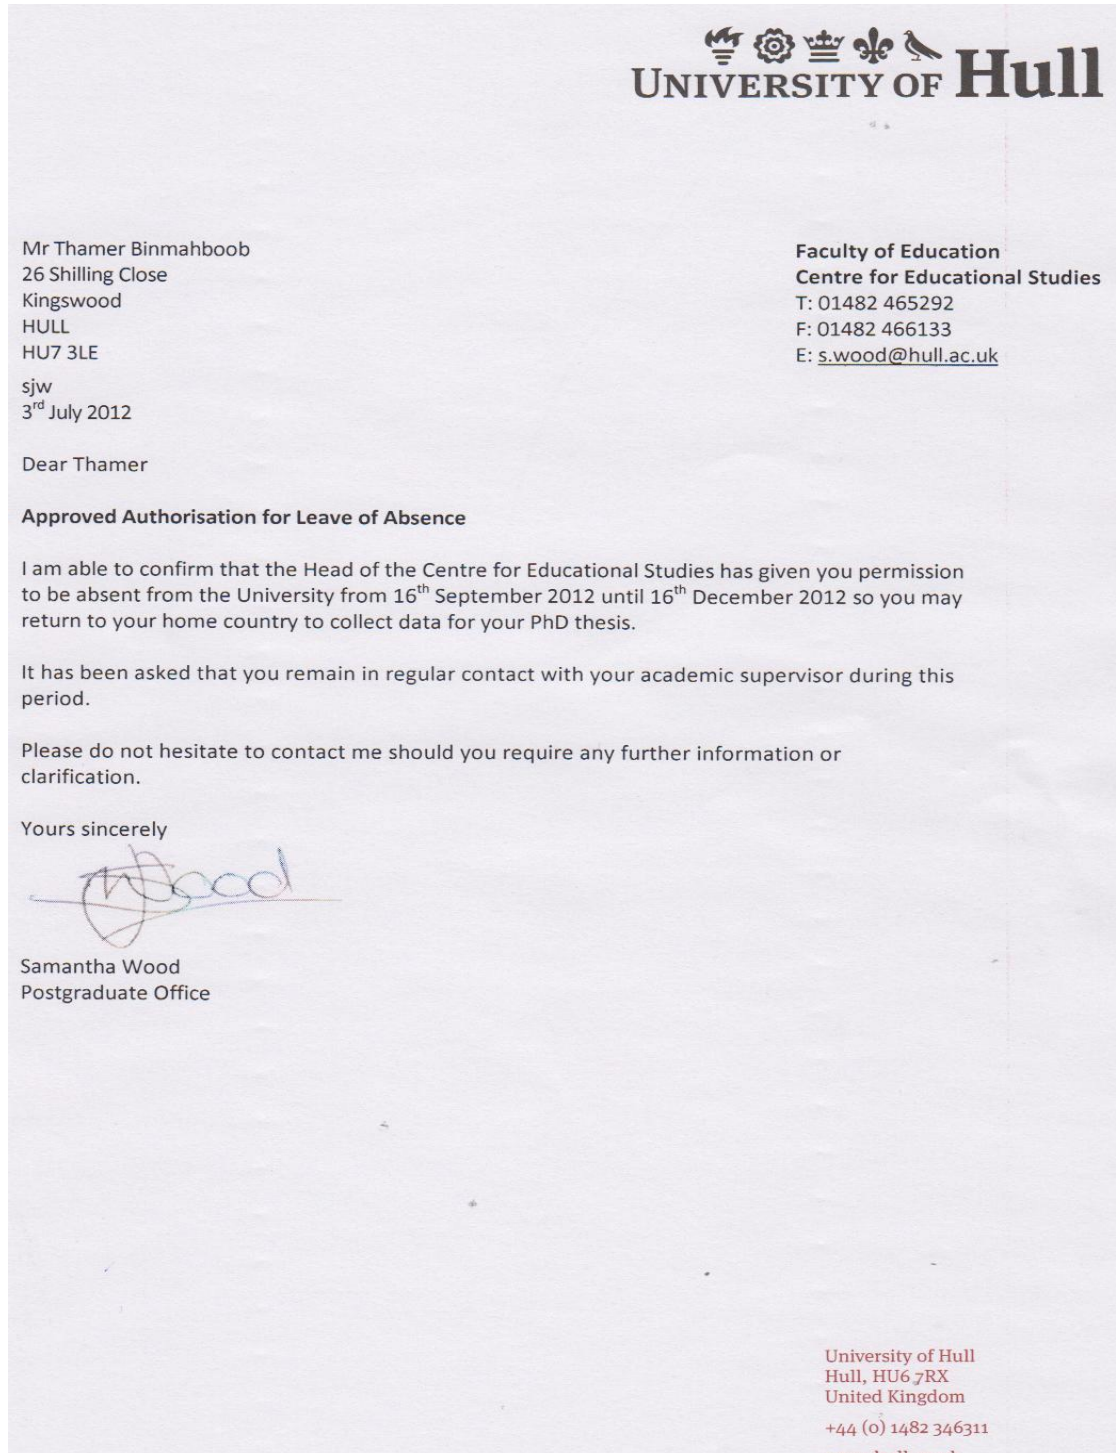 UNIVERSITY OF Hull
Mr Thamer Binmahboob
26 Shilling Close
Kingswood
HULL
HU7 3LE
sjw
3rd July 2012
Faculty of Education
Centre for Educational Studies
T: 01482 465292
F: 01482 466133
E: s.wood@hull.ac.uk
Dear Thamer
Approved Authorisation for Leave of Absence
I am able to confirm that the Head of the Centre for Educational Studies has given you permission
to be absent from the University from 16th September 2012 until 16th December 2012 so you may
return to your home country to collect data for your PhD thesis.
It has been asked that you remain in regular contact with your academic supervisor during this
period.
Please do not hesitate to contact me should you require any further information or
clarification.
Yours sincerely
Samantha Wood
Postgraduate Office
University of Hull
Hull, HU6 7RX
United Kingdom
+44 (0) 1482 346311